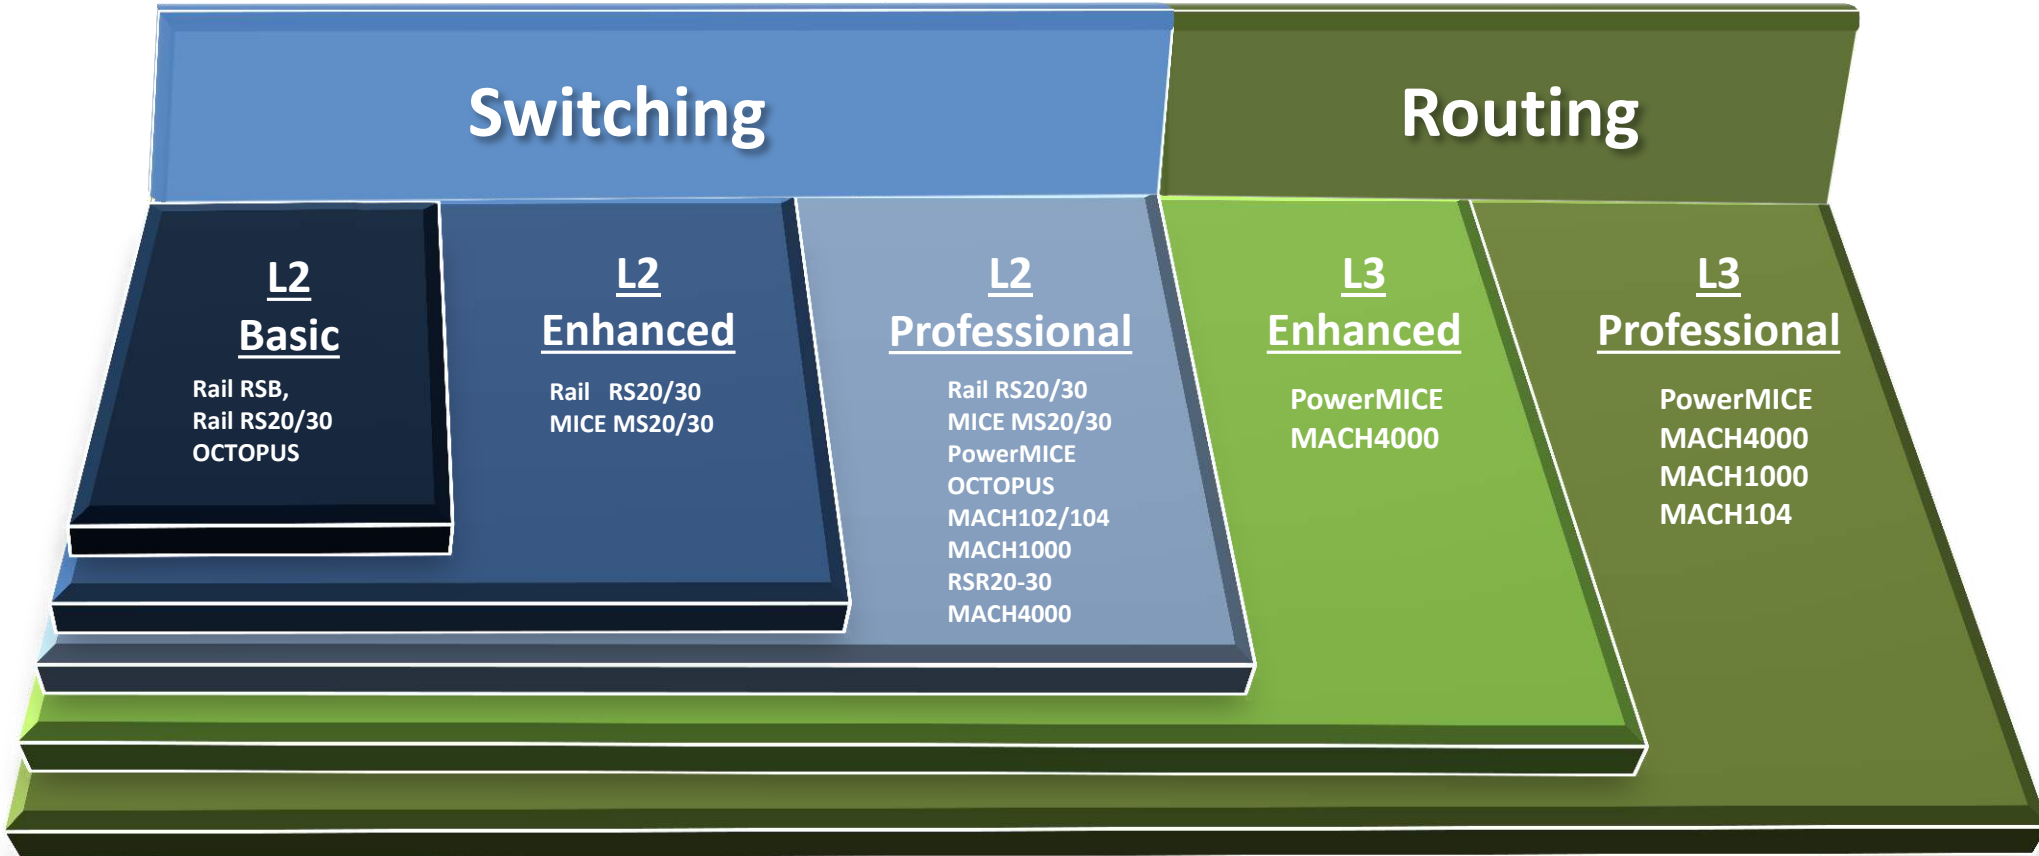 Switching
Routing
L2
Basic
Rail RSB,
Rail RS20/30
OCTOPUS
L2
Enhanced
Rail RS20/30
MICE MS20/30
L2
Professional
Rail RS20/30
MICE MS20/30
PowerMICE
OCTOPUS
MACH102/104
MACH1000
RSR20-30
MACH4000
L3
Enhanced
PowerMICE
MACH4000
L3
Professional
PowerMICE
MACH4000
MACH1000
MACH104